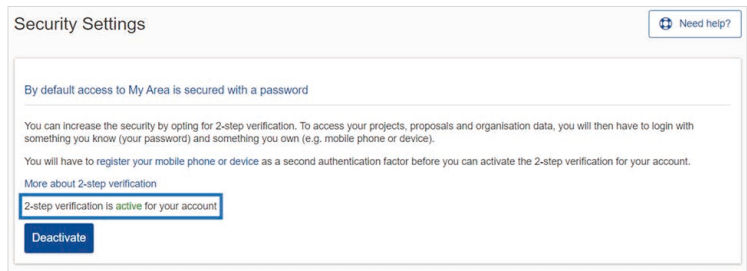 Security Settings
Need help?
By default access to My Area is secured with a password
You can increase the security by opting for 2-step verification. To access your projects, proposals and organisation data, you will then have to login with
something you know (your password) and something you own (e.g. mobile phone or device).
You will have to register your mobile phone or device as a second authentication factor before you can activate the 2-step verification for your account.
More about 2-step verification
2-step verification is active for your account
Deactivate